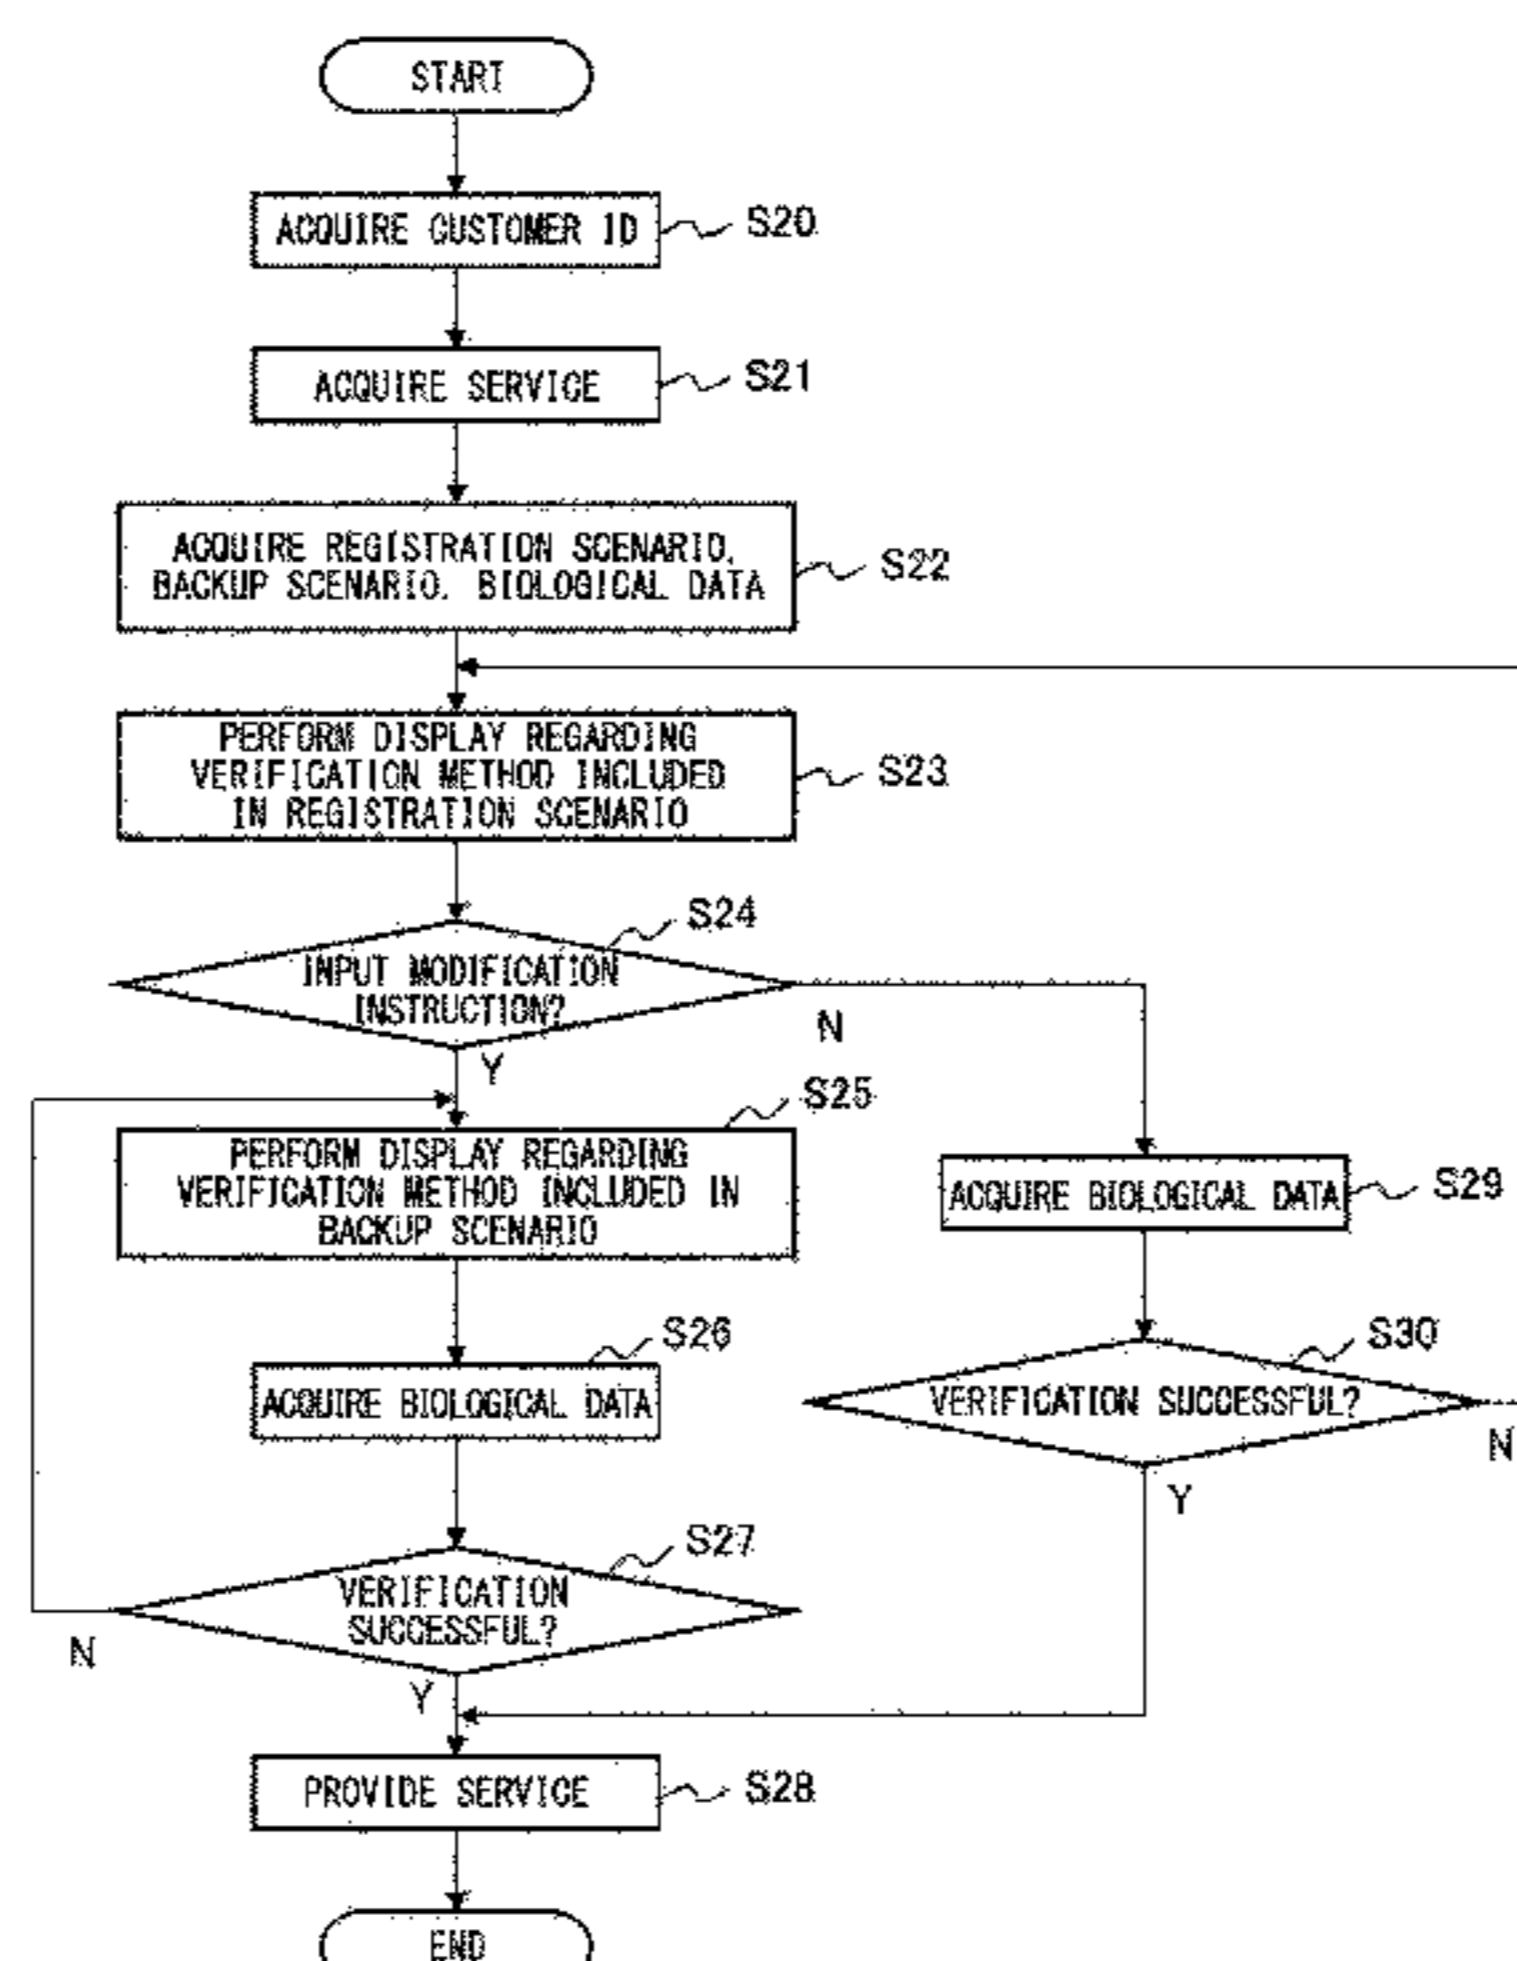 START
ACQUIRE CUSTOMER ID
S20
ACQUIRE SERVICE
S21
ACQUIRE REGISTRATION SCENARIO,
BACKUP SCENARIO, BIOLOGICAL DATA
S22
PERFORM DISPLAY REGARDING
VERIFICATION METHOD INCLUDED
IN REGISTRATION SCENARIO
S23
S24
INPUT MODIFICATION
INSTRUCTION?
N
Y
S25
PERFORM DISPLAY REGARDING
VERIFICATION METHOD INCLUDED IN
BACKUP SCENARIO
ACQUIRE BIOLOGICAL DATA
S29
S26
ACQUIRE BIOLOGICAL DATA
S30
VERIFICATION SUCCESSFUL?
N
Y
S27
VERIFICATION
SUCCESSFUL?
N
Y
PROVIDE SERVICE
S28
END